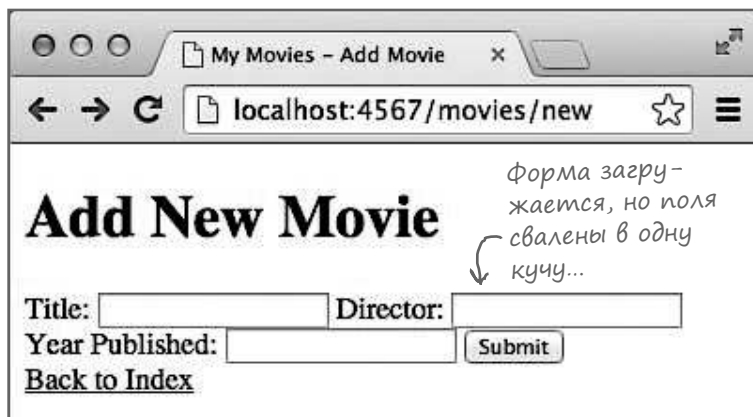 My Movies – Add Movie
localhost:4567/movies/new
Форма загру-
жается, но поля
свалены в одну
кучу...
Add New Movie
Title: Director:
Year Published: Submit
Back to Index